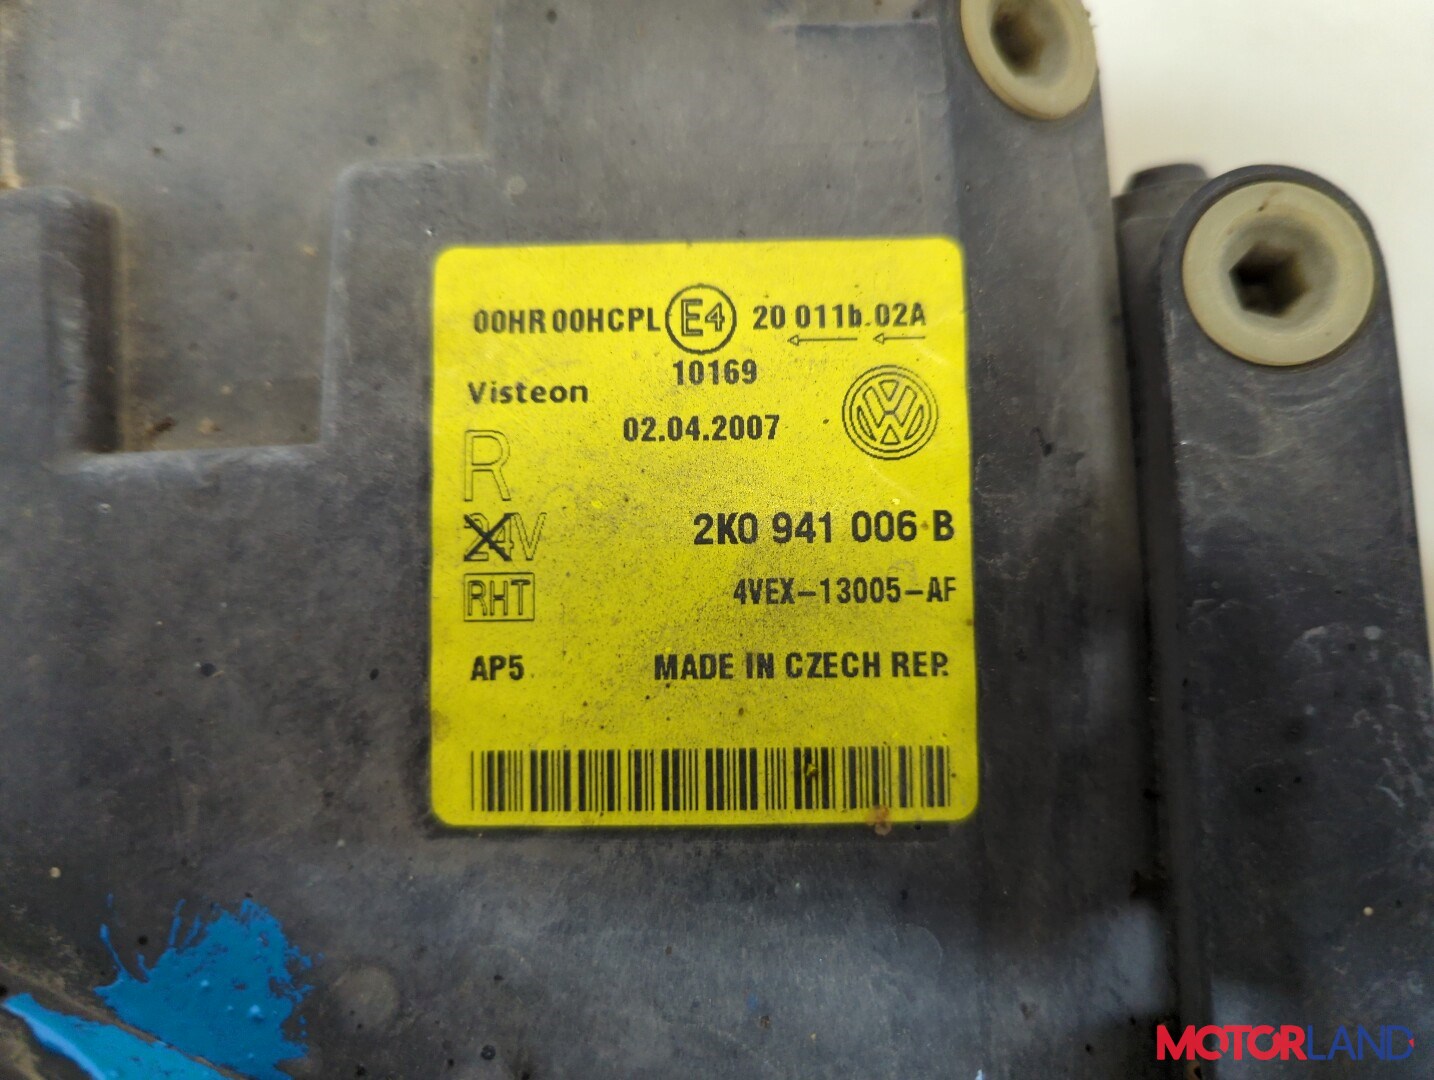 00HR 00HCPL E4 20 011b.02A
10169
Visteon
02.04.2007
R
24V
2K0 941 006 B
RHT
4VEX-13005-AF
AP5 MADE IN CZECH REP.
MOTORLAND